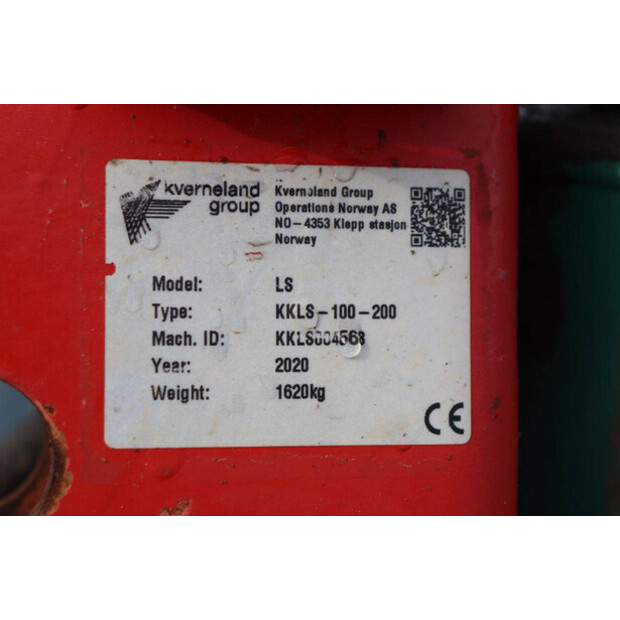 kverneland
group
Kverneland Group
Operations Norway AS
NO-4353 Klepp stasjon
Norway
Model: LS
Type: KKLS-100-200
Mach. ID: KKLS004568
Year: 2020
Weight: 1620kg
CE